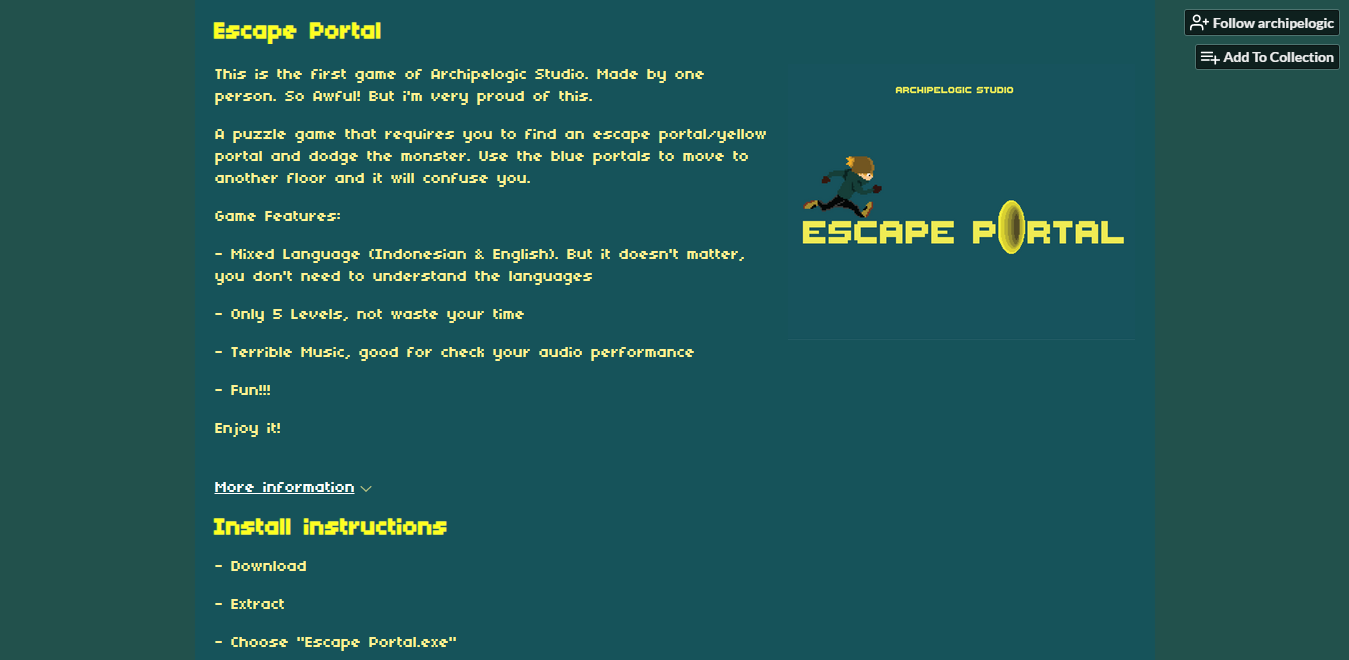 Escape Portal
This is the first game of Archipelogic Studio. Made by one
person. So Awful! But i'm very proud of this.
A puzzle game that requires you to find an escape portal/yellow
portal and dodge the monster. Use the blue portals to move to
another floor and it will confuse you.
Game Features:
- Mixed Language (Indonesian & English). But it doesn't matter,
you don't need to understand the languages
- Only 5 Levels, not waste your time
- Terrible Music, good for check your audio performance
- Fun!!!
Enjoy it!
More information
Install instructions
- Download
- Extract
- Choose "Escape Portal.exe"
ARCHIPELOGIC STUDIO
ESCAPE PORTAL
Follow archipelogic
Add To Collection